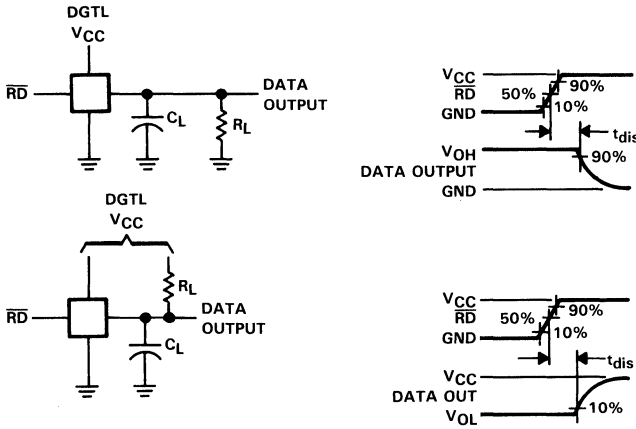 DGTL
VCC
RD
DATA
OUTPUT
CL
RL
VCC
RD
GND
50%
90%
10%
tdis
VOH
DATA OUTPUT
GND
90%
DGTL
VCC
RL
RD
DATA
OUTPUT
CL
VCC
RD
GND
50%
90%
10%
tdis
VCC
DATA OUT
VOL
10%